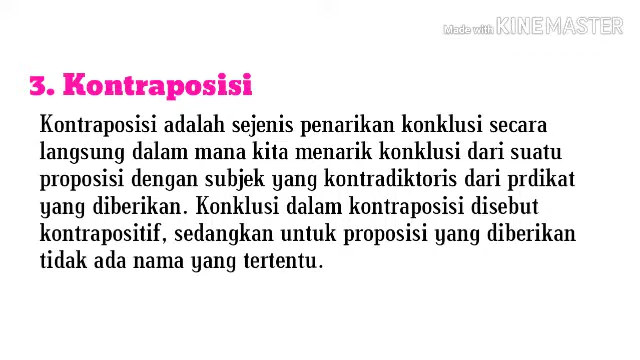 Made with KINEMASTER
3. Kontraposisi
Kontraposisi adalah sejenis penarikan konklusi secara
langsung dalam mana kita menarik konklusi dari suatu
proposisi dengan subjek yang kontradiktoris dari prdikat
yang diberikan. Konklusi dalam kontraposisi disebut
kontrapositif, sedangkan untuk proposisi yang diberikan
tidak ada nama yang tertentu.